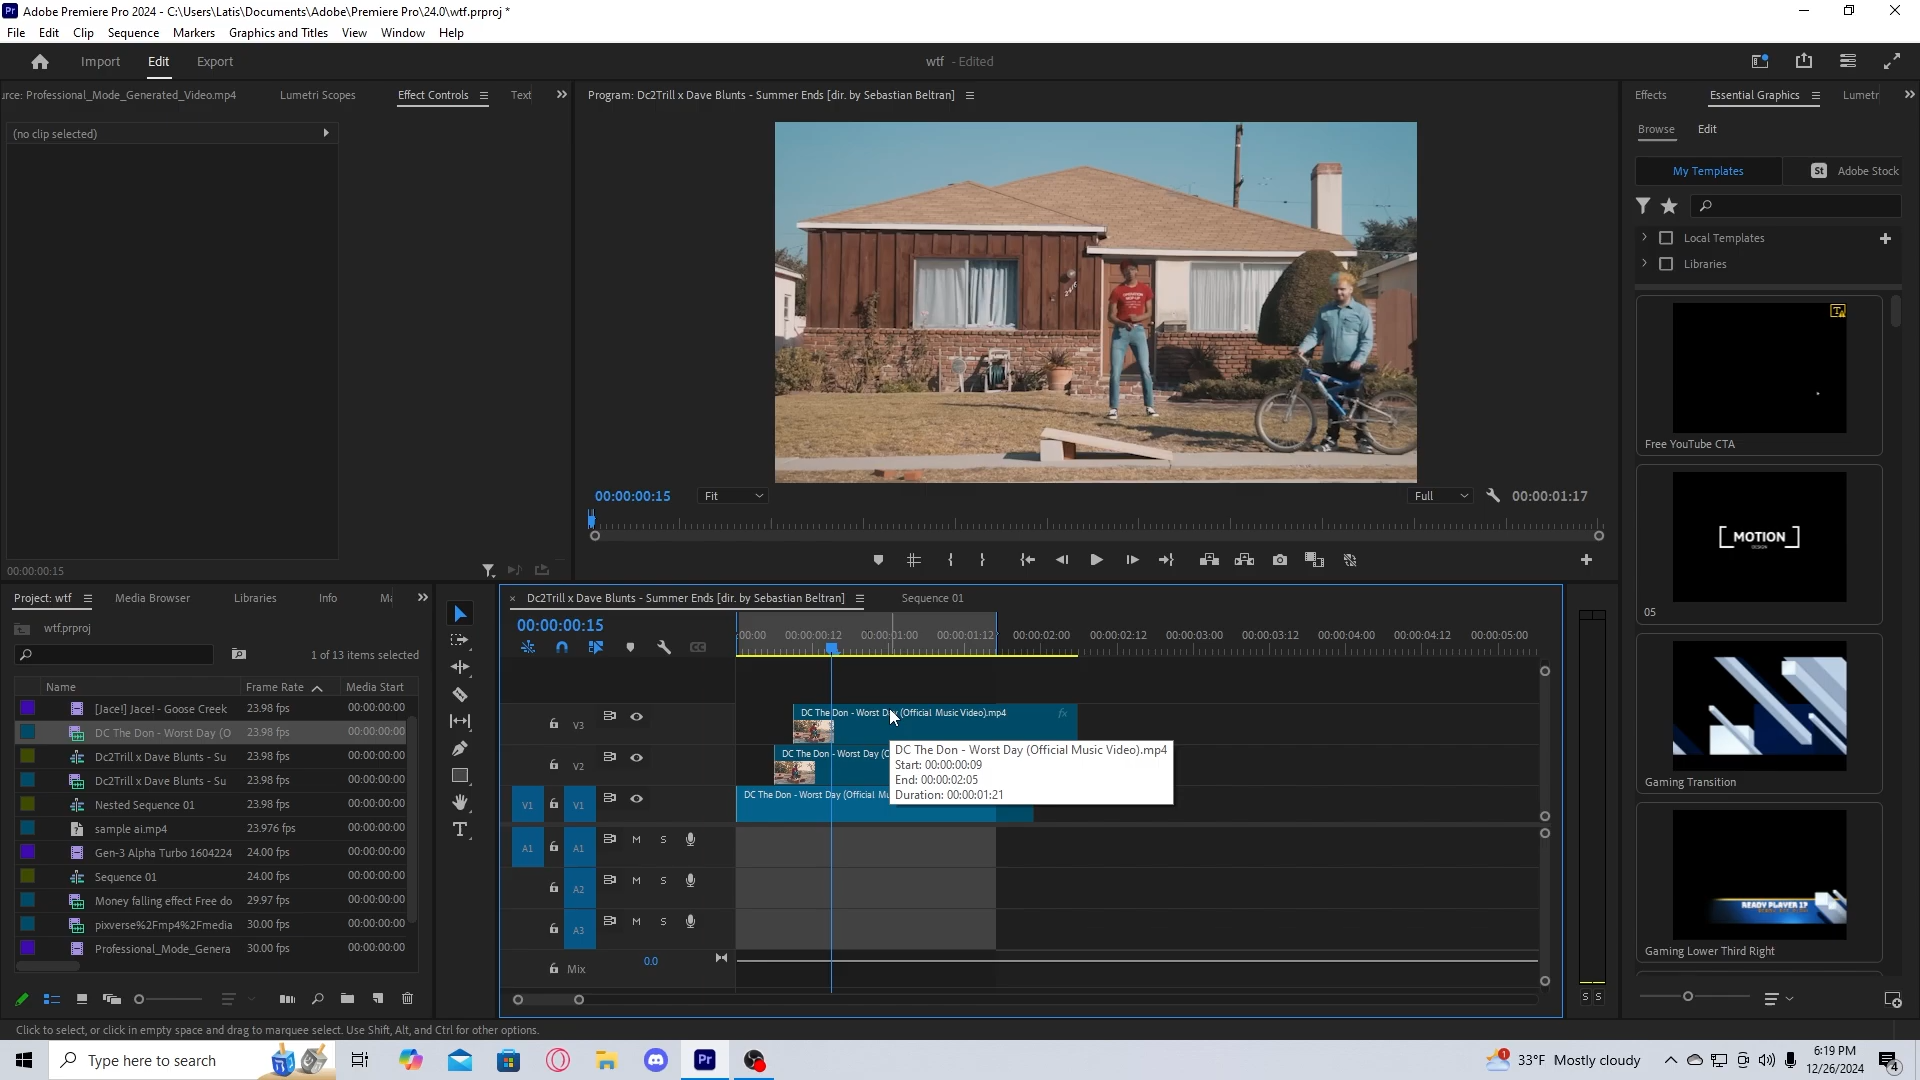 Pr Adobe Premiere Pro 2024 - C:\Users\Latis\Documents\Adobe\Premiere Pro\24.0\wtf.prproj *
File Edit Clip Sequence Markers Graphics and Titles View Window Help
Import Edit Export
wtf - Edited
urce: Professional_Mode_Generated_Video.mp4 Lumetri Scopes Effect Controls Text
(no clip selected)
00:00:00:15
Program: Dc2Trill x Dave Blunts - Summer Ends [dir. by Sebastian Beltran]
2416
00:00:00:15 Fit Full 00:00:01:17
Effects Essential Graphics Lumetr
Browse Edit
My Templates St Adobe Stock
Local Templates
Libraries
Free YouTube CTA
MOTION
DESIGN
05
Gaming Transition
READY PLAYER 1?
Gaming Lower Third Right
Project: wtf Media Browser Libraries Info Ma
wtf.prproj
1 of 13 items selected
Name Frame Rate Media Start
[Jace!] Jace! - Goose Creek 23.98 fps 00:00:00:00
DC The Don - Worst Day (O 23.98 fps 00:00:00:00
Dc2Trill x Dave Blunts - Su 23.98 fps 00:00:00:00
Dc2Trill x Dave Blunts - Su 23.98 fps 00:00:00:00
Nested Sequence 01 23.98 fps 00:00:00:00
sample ai.mp4 23.976 fps 00:00:00:00
Gen-3 Alpha Turbo 1604224 24.00 fps 00:00:00:00
Sequence 01 24.00 fps 00:00:00:00
Money falling effect Free do 29.97 fps 00:00:00:00
pixverse%2Fmp4%2Fmedia 30.00 fps 00:00:00:00
Professional_Mode_Genera 30.00 fps 00:00:00:00
× Dc2Trill x Dave Blunts - Summer Ends [dir. by Sebastian Beltran] Sequence 01
00:00:00:15
:00:00 00:00:00:12 00:00:01:00 00:00:01:12 00:00:02:00 00:00:02:12 00:00:03:00 00:00:03:12 00:00:04:00 00:00:04:12 00:00:05:00
CC
V3 DC The Don - Worst Day (Official Music Video).mp4 fx
V2 DC The Don - Worst Day (O
V1 V1 DC The Don - Worst Day (Official Mu
DC The Don - Worst Day (Official Music Video).mp4
Start: 00:00:00:09
End: 00:00:02:05
Duration: 00:00:01:21
A1 A1 M S
A2 M S
A3 M S
Mix 0.0
S S
Click to select, or click in empty space and drag to marquee select. Use Shift, Alt, and Ctrl for other options.
Type here to search
Pr
1
33°F Mostly cloudy
6:19 PM
12/26/2024
4